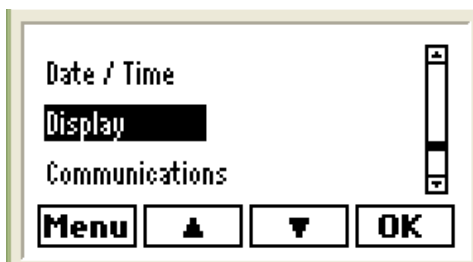 Date / Time
Display
Communications
Menu ▲ ▼ OK